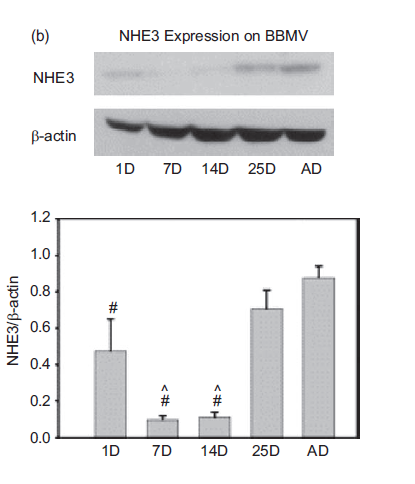 (b) NHE3 Expression on BBMV
NHE3
β-actin
1D 7D 14D 25D AD
NHE3/β-actin
1.2
1.0
0.8
0.6
0.4
0.2
0.0
#
^ ^
# #
1D 7D 14D 25D AD